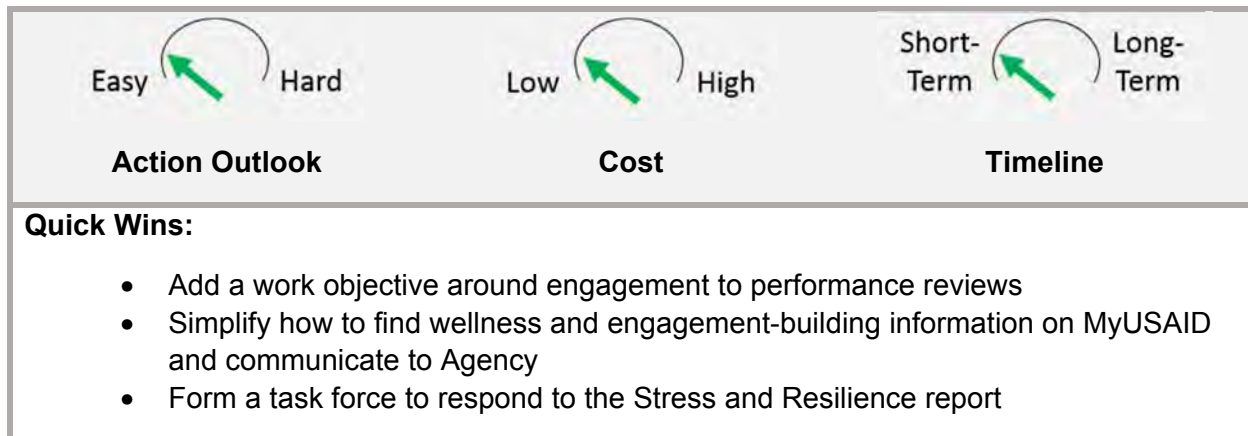 Easy Hard
Low High
Short-Term Long-Term
Action Outlook Cost Timeline
Quick Wins:
• Add a work objective around engagement to performance reviews
• Simplify how to find wellness and engagement-building information on MyUSAID
and communicate to Agency
• Form a task force to respond to the Stress and Resilience report